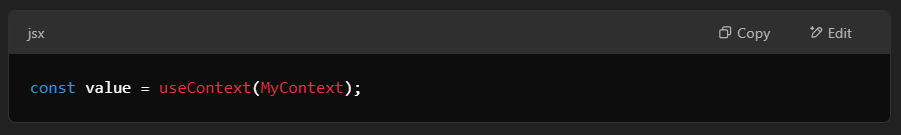 jsx Copy Edit
const value = useContext(MyContext);